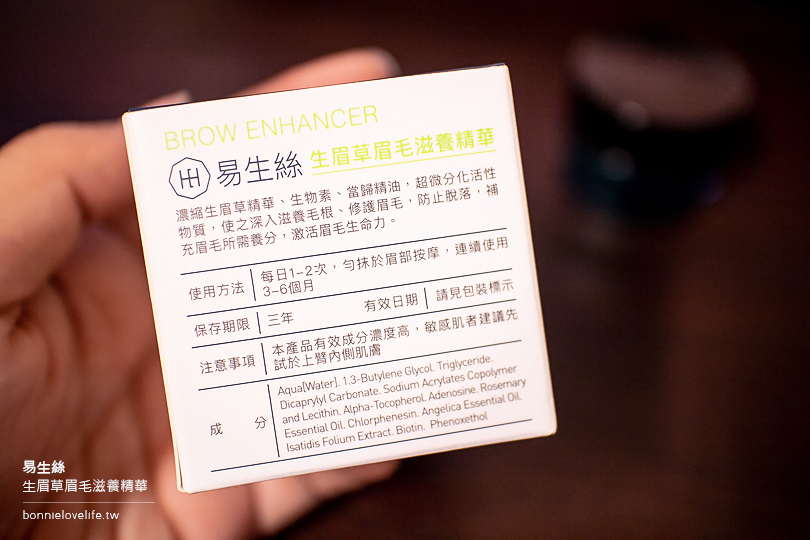 BROW ENHANCER
易生絲 生眉草眉毛滋養精華
濃縮生眉草精華、生物素、當歸精油，超微分化活性
物質，使之深入滋養毛根、修護眉毛，防止脫落，補
充眉毛所需養分，激活眉毛生命力。
使用方法 每日1-2次，勻抹於眉部按摩，連續使用
3-6個月
保存期限 三年 有效日期 請見包裝標示
注意事項 本產品有效成分濃度高，敏感肌者建議先
試於上臂內側肌膚
成分 Aqua[Water]. 1.3-Butylene Glycol. Triglyceride.
Dicaprylyl Carbonate. Sodium Acrylates Copolymer
and Lecithin. Alpha-Tocopherol. Adenosine. Rosemary
Essential Oil. Chlorphenesin. Angelica Essential Oil.
Isatidis Folium Extract. Biotin. Phenoxethol
易生絲
生眉草眉毛滋養精華
bonnielovelife.tw